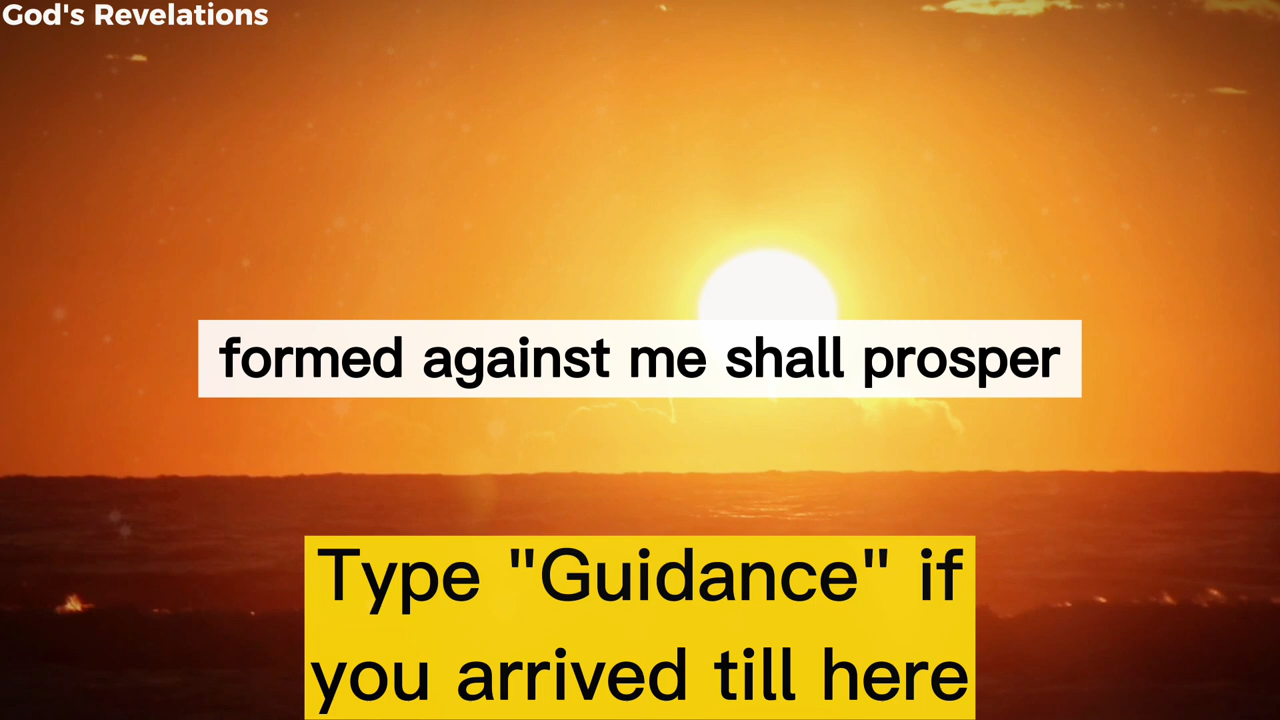 God's Revelations
formed against me shall prosper
Type "Guidance" if
you arrived till here